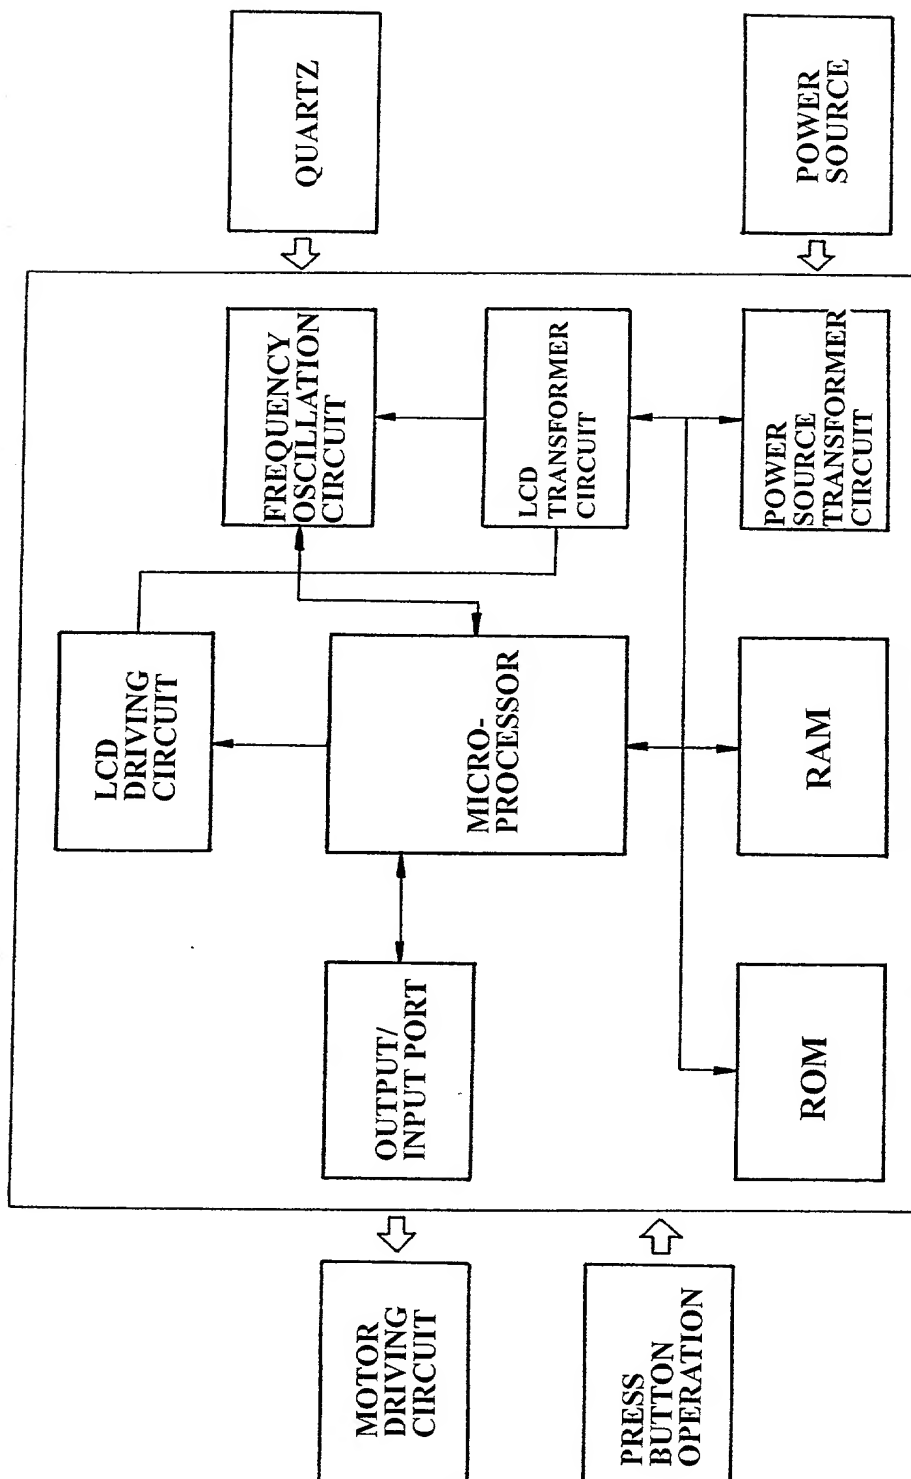 QUARTZ
POWER
SOURCE
FREQUENCY
OSCILLATION
CIRCUIT
LCD
TRANSFORMER
CIRCUIT
POWER
SOURCE
TRANSFORMER
CIRCUIT
LCD
DRIVING
CIRCUIT
MICRO-
PROCESSOR
RAM
OUTPUT/
INPUT PORT
ROM
MOTOR
DRIVING
CIRCUIT
PRESS
BUTTON
OPERATION